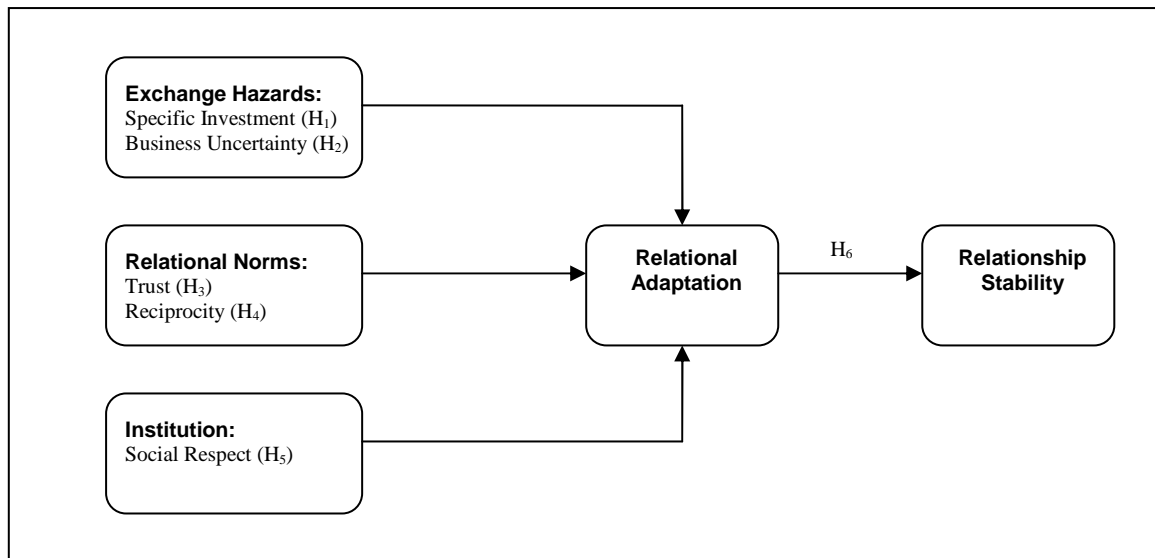 Exchange Hazards:
Specific Investment (H₁)
Business Uncertainty (H₂)
Relational Norms:
Trust (H₃)
Reciprocity (H₄)
Institution:
Social Respect (H₅)
Relational
Adaptation
H₆
Relationship
Stability